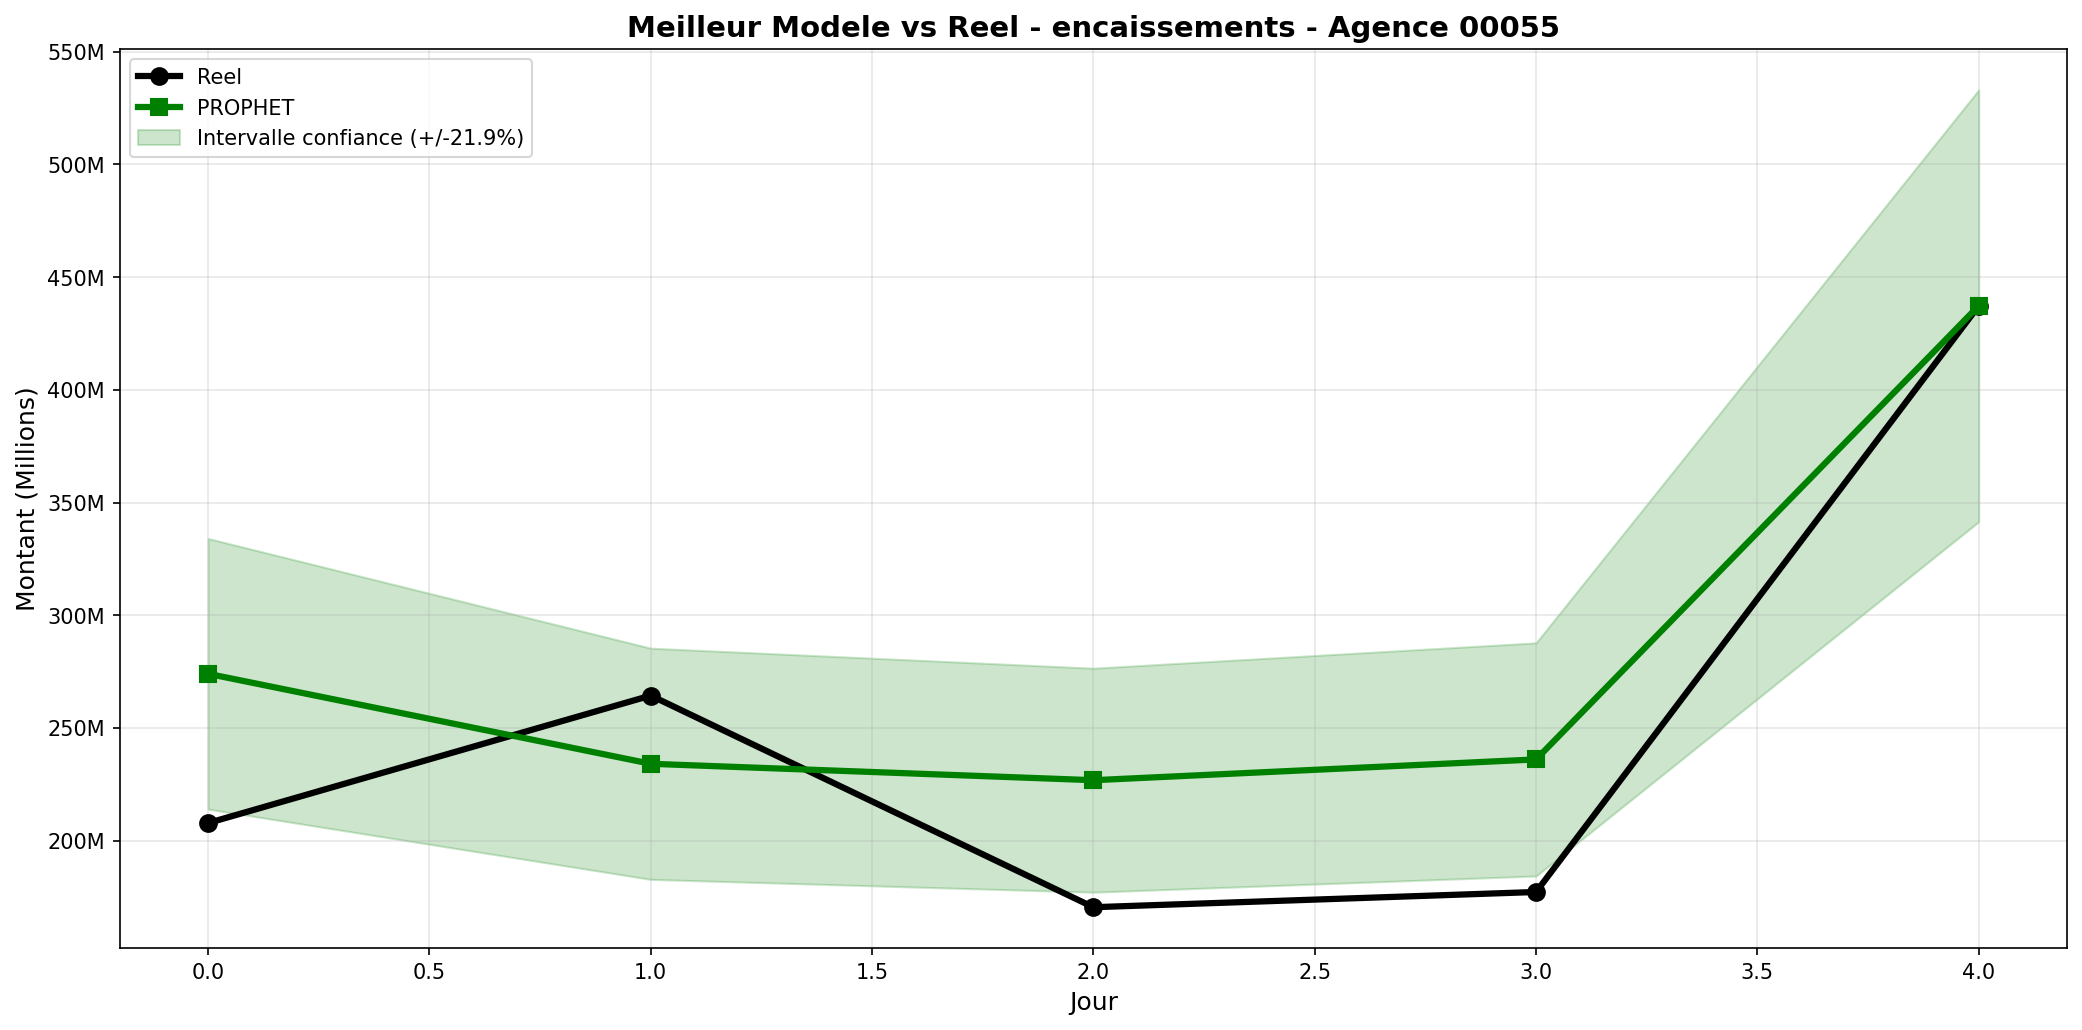 Meilleur Modele vs Reel - encaissements - Agence 00055
Reel
PROPHET
Intervalle confiance (+/-21.9%)
Montant (Millions)
550M
500M
450M
400M
350M
300M
250M
200M
0.0 0.5 1.0 1.5 2.0 2.5 3.0 3.5 4.0
Jour